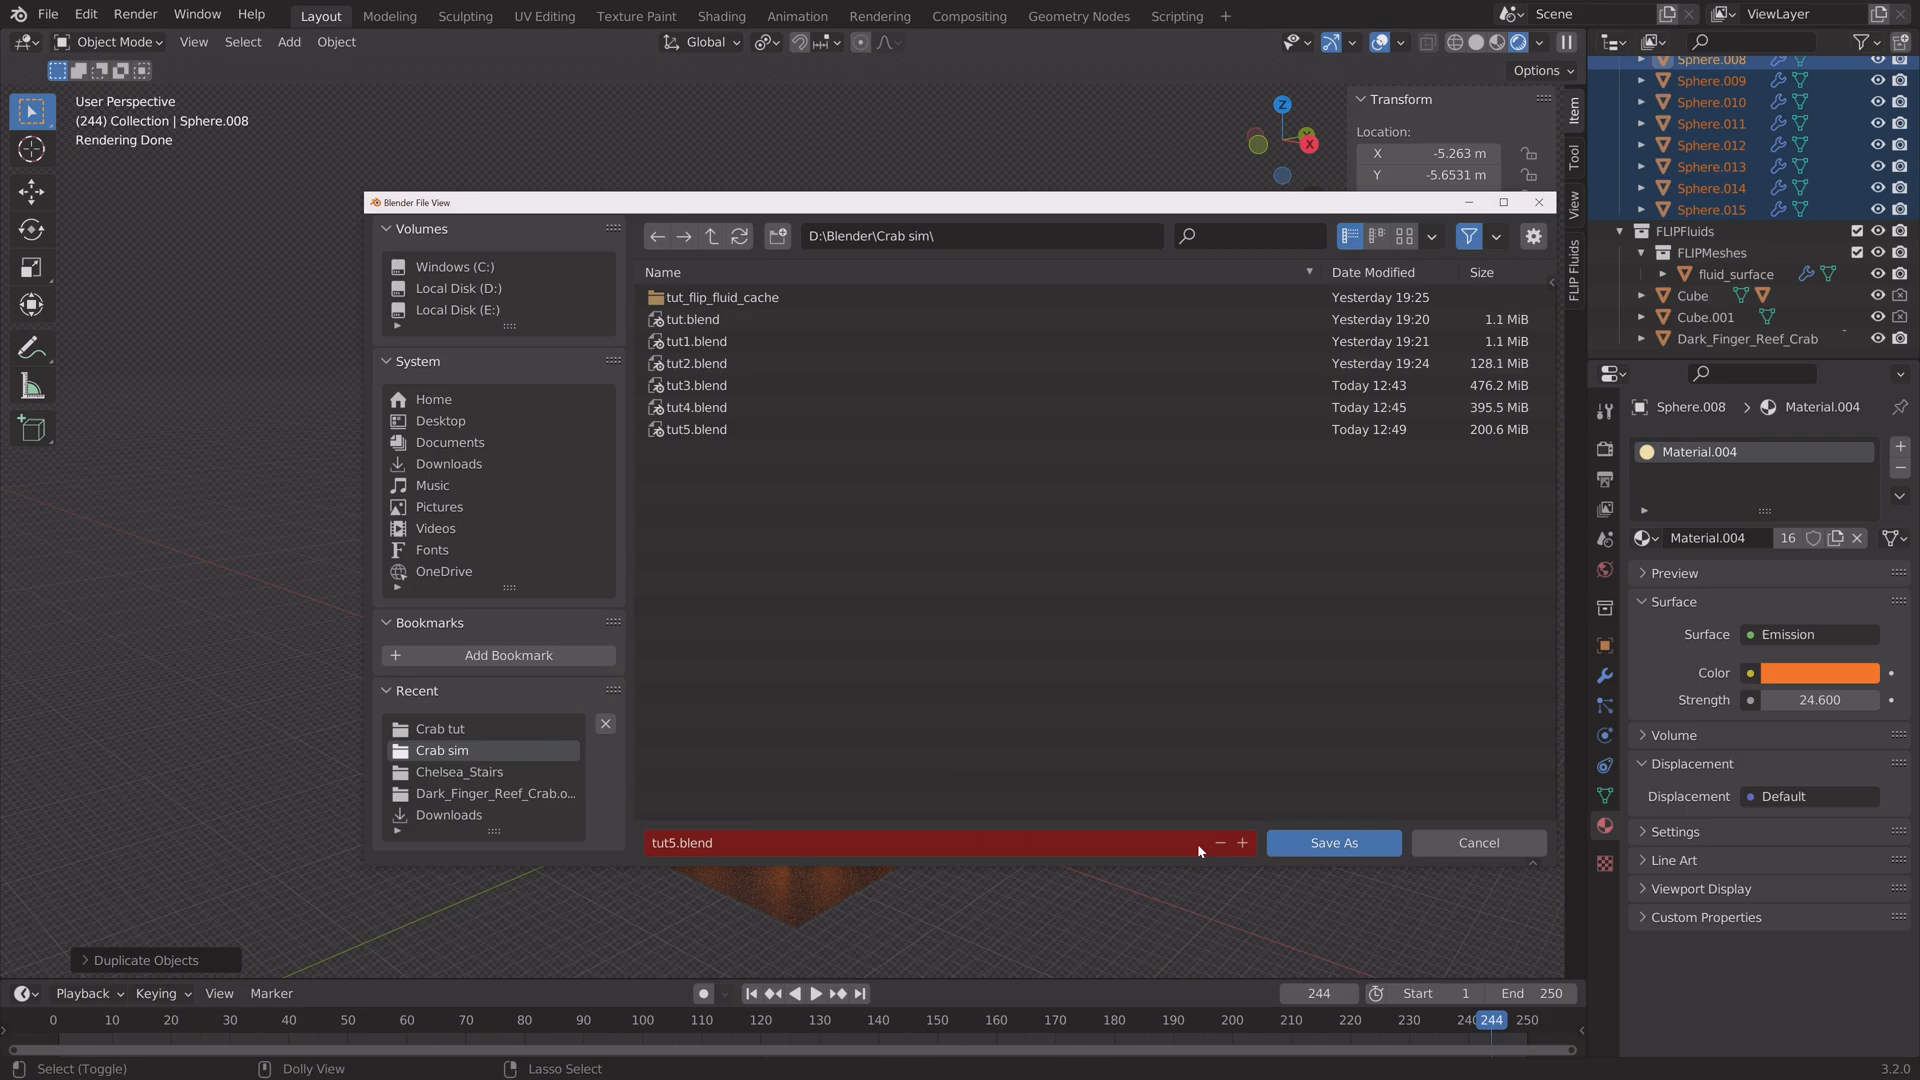 File Edit Render Window Help Layout Modeling Sculpting UV Editing Texture Paint Shading Animation Rendering Compositing Geometry Nodes Scripting + Scene ViewLayer
Object Mode View Select Add Object Global
Options
User Perspective
(244) Collection | Sphere.008
Rendering Done
Z
Y
X
Transform
Location:
X -5.263 m
Y -5.6531 m
Item
Tool
View
FLIP Fluids
Sphere.008
Sphere.009
Sphere.010
Sphere.011
Sphere.012
Sphere.013
Sphere.014
Sphere.015
FLIPFluids
FLIPMeshes
fluid_surface
Cube
Cube.001
Dark_Finger_Reef_Crab
Blender File View
Volumes
Windows (C:)
Local Disk (D:)
Local Disk (E:)
System
Home
Desktop
Documents
Downloads
Music
Pictures
Videos
Fonts
OneDrive
Bookmarks
Add Bookmark
Recent
Crab tut
Crab sim
Chelsea_Stairs
Dark_Finger_Reef_Crab.o...
Downloads
D:\Blender\Crab sim\
Name Date Modified Size
tut_flip_fluid_cache Yesterday 19:25
tut.blend Yesterday 19:20 1.1 MiB
tut1.blend Yesterday 19:21 1.1 MiB
tut2.blend Yesterday 19:24 128.1 MiB
tut3.blend Today 12:43 476.2 MiB
tut4.blend Today 12:45 395.5 MiB
tut5.blend Today 12:49 200.6 MiB
tut5.blend Save As Cancel
Sphere.008 > Material.004
Material.004
Material.004 16
Preview
Surface
Surface Emission
Color
Strength 24.600
Volume
Displacement
Displacement Default
Settings
Line Art
Viewport Display
Custom Properties
Duplicate Objects
Playback Keying View Marker 244 Start 1 End 250
0 10 20 30 40 50 60 70 80 90 100 110 120 130 140 150 160 170 180 190 200 210 220 230 240 244 250
Select (Toggle) Dolly View Lasso Select 3.2.0